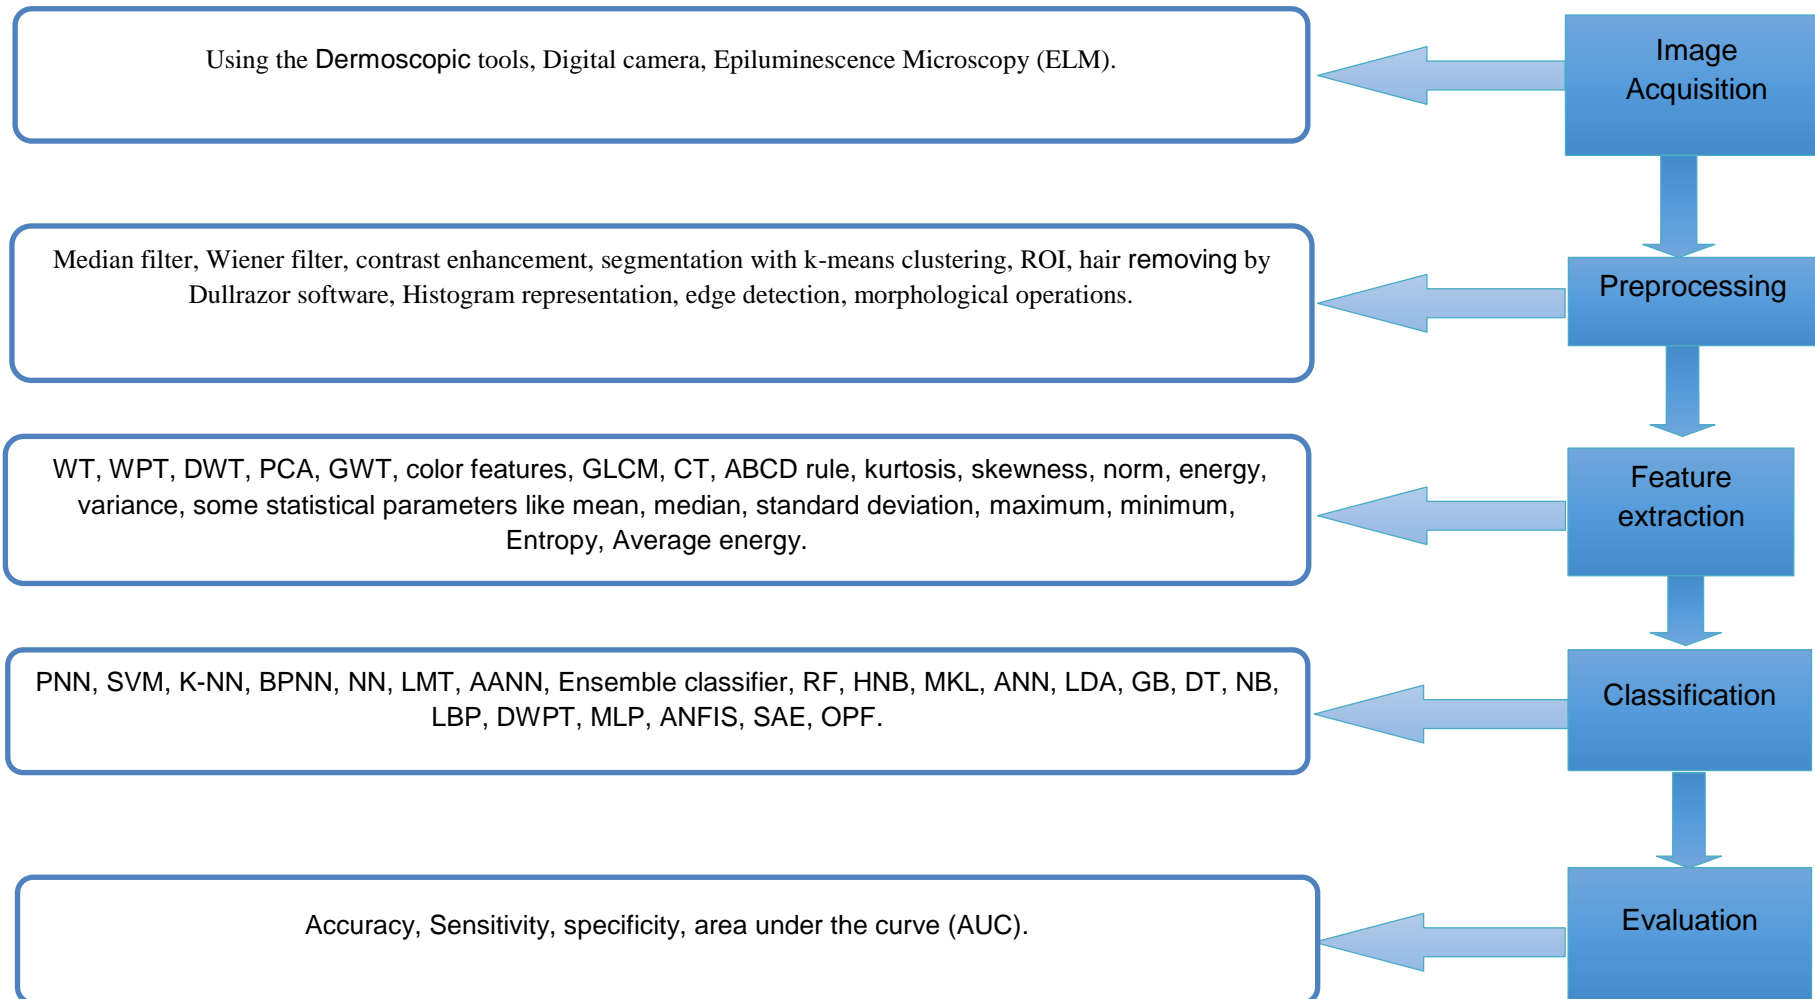 Using the Dermoscopic tools, Digital camera, Epiluminescence Microscopy (ELM).
Image
Acquisition
Median filter, Wiener filter, contrast enhancement, segmentation with k-means clustering, ROI, hair removing by
Dullrazor software, Histogram representation, edge detection, morphological operations.
Preprocessing
WT, WPT, DWT, PCA, GWT, color features, GLCM, CT, ABCD rule, kurtosis, skewness, norm, energy,
variance, some statistical parameters like mean, median, standard deviation, maximum, minimum,
Entropy, Average energy.
Feature
extraction
PNN, SVM, K-NN, BPNN, NN, LMT, AANN, Ensemble classifier, RF, HNB, MKL, ANN, LDA, GB, DT, NB,
LBP, DWPT, MLP, ANFIS, SAE, OPF.
Classification
Accuracy, Sensitivity, specificity, area under the curve (AUC).
Evaluation